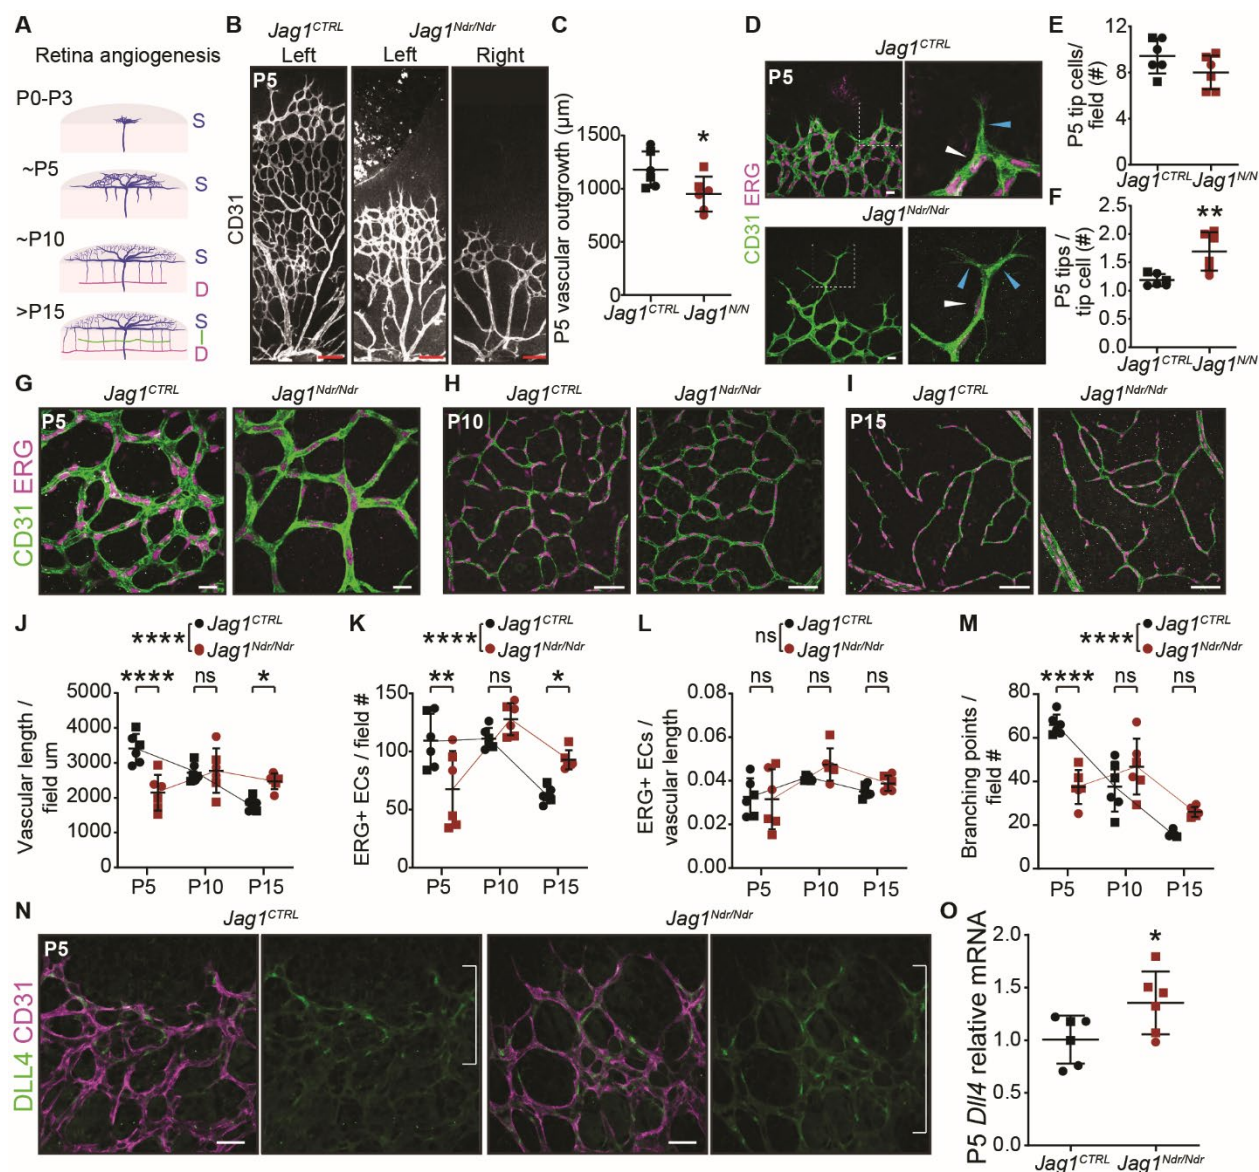 A
Retina angiogenesis
P0-P3
S
~P5
S
~P10
S
D
>P15
S
I
D
B
Jag1CTRL
Jag1Ndr/Ndr
Left
Left
Right
P5
CD31
C
P5 vascular outgrowth (µm)
1500
1000
500
0
*
Jag1CTRL
Jag1N/N
D
Jag1CTRL
P5
Jag1Ndr/Ndr
CD31 ERG
E
P5 tip cells/
field (#)
12
8
4
0
Jag1CTRL
Jag1N/N
F
P5 tips /
tip cell (#)
2.5
2.0
1.5
1.0
0.5
0.0
**
Jag1CTRL
Jag1N/N
G
Jag1CTRL
Jag1Ndr/Ndr
P5
CD31 ERG
H
Jag1CTRL
Jag1Ndr/Ndr
P10
I
Jag1CTRL
Jag1Ndr/Ndr
P15
J
****
Jag1CTRL
Jag1Ndr/Ndr
**** ns *
Vascular length /
field um
5000
4000
3000
2000
1000
0
P5 P10 P15
K
****
Jag1CTRL
Jag1Ndr/Ndr
** ns *
ERG+ ECs / field #
150
100
50
0
P5 P10 P15
L
ns
Jag1CTRL
Jag1Ndr/Ndr
ns ns ns
ERG+ ECs /
vascular length
0.08
0.06
0.04
0.02
0.00
P5 P10 P15
M
****
Jag1CTRL
Jag1Ndr/Ndr
**** ns ns
Branching points /
field #
80
60
40
20
0
P5 P10 P15
N
Jag1CTRL
Jag1Ndr/Ndr
P5
DLL4 CD31
O
P5 Dll4 relative mRNA
2.0
1.5
1.0
0.5
0.0
*
Jag1CTRL
Jag1Ndr/Ndr